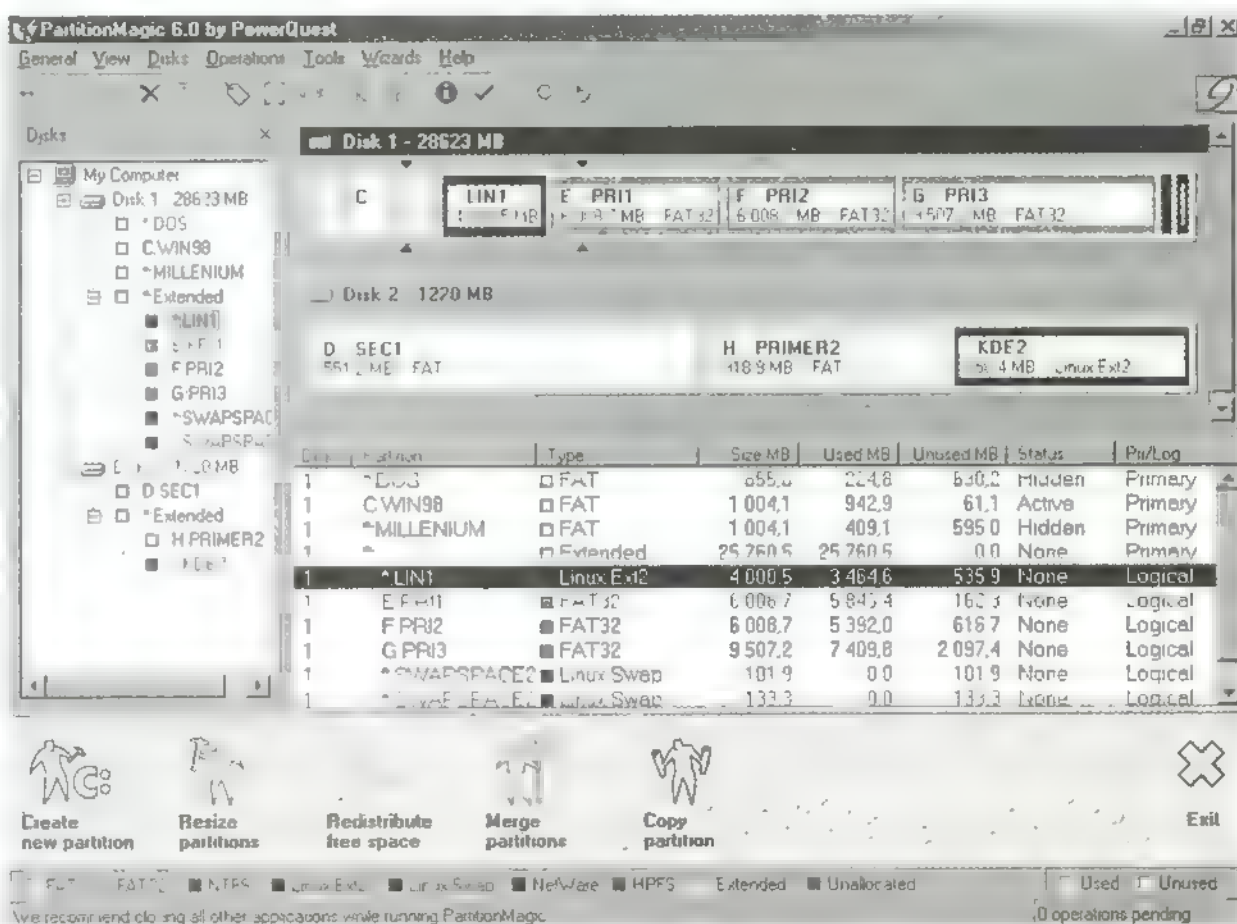 PartitionMagic 6.0 by PowerQuest
General View Disks Operations Tools Wizards Help
Disks
My Computer
Disk 1 28623 MB
*DOS
C:WIN98
*MILLENIUM
*Extended
*LIN1
F:PRI2
G:PRI3
*SWAPSPAC
MB
D:SEC1
*Extended
H:PRIMER2
Disk 1 - 28623 MB
C
LIN1
MB
E PRI1
MB FAT32
F PRI2
6 008, MB FAT32
G PRI3
MB FAT32
Disk 2 1220 MB
D SEC1
MB FAT
H PRIMER2
MB FAT
KDE2
MB Linux Ext2
Partition Type Size MB Used MB Unused MB Status Pri/Log
1 *DOS FAT Hidden Primary
1 C:WIN98 FAT 1 004,1 942,9 61,1 Active Primary
1 *MILLENIUM FAT 1 004,1 409,1 595,0 Hidden Primary
1 *: Extended 25 760,5 25 760,5 0,0 None Primary
1 *:LIN1 Linux Ext2 4 000,5 3 464,6 535,9 None Logical
1 FAT32 None Logical
1 F:PRI2 FAT32 6 008,7 5 392,0 616,7 None Logical
1 G:PRI3 FAT32 9 507,2 7 409,8 2 097,4 None Logical
1 *:SWAPSPACE2 Linux Swap 101,9 0,0 101,9 None Logical
1 Linux Swap 133,3 0,0 133,3 None Logical
Create new partition
Resize partitions
Redistribute free space
Merge partitions
Copy partition
Exit
FAT FAT32 NTFS Linux Ext2 Linux Swap NetWare HPFS Extended Unallocated Used Unused
We recommend closing all other applications while running PartitionMagic
0 operations pending